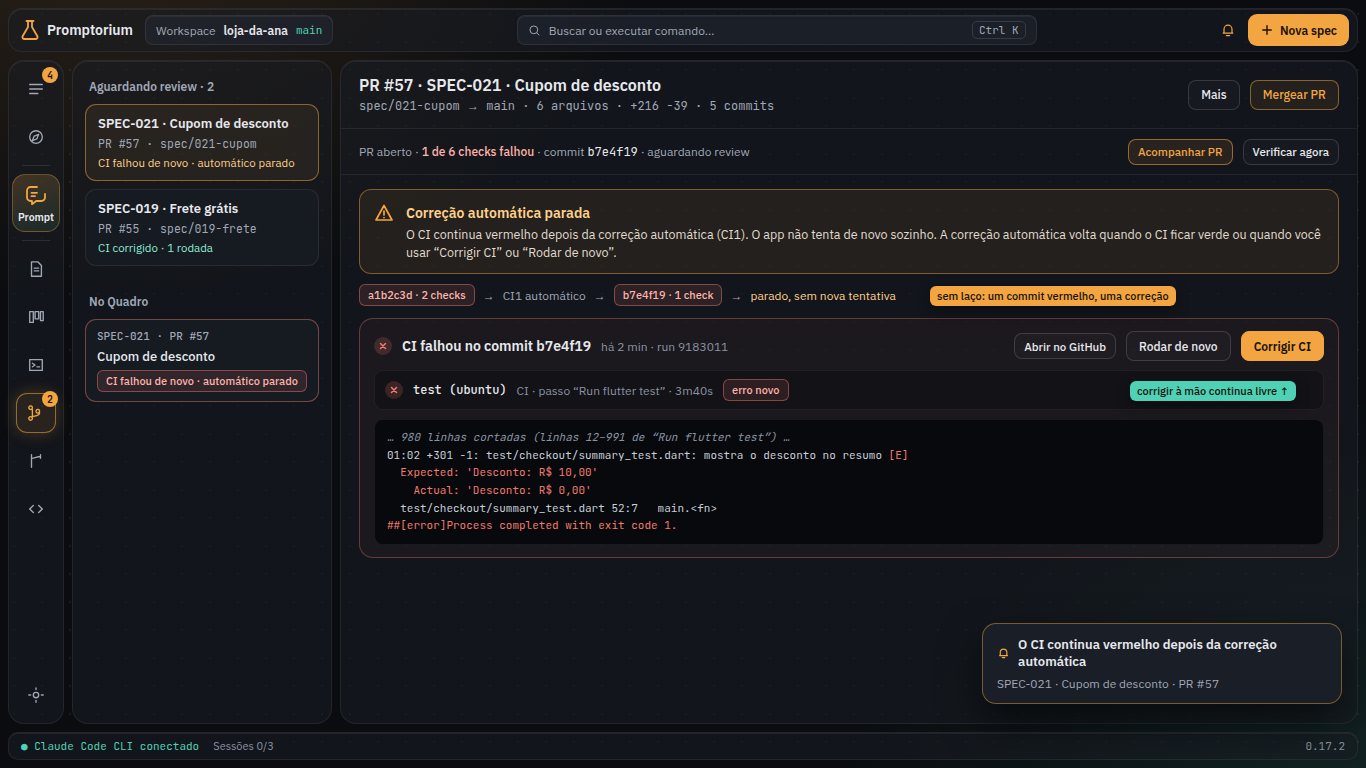 Promptorium
Workspace loja-da-ana main
Buscar ou executar comando...
Ctrl K
Nova spec
4
Prompt
2
Aguardando review · 2
SPEC-021 · Cupom de desconto
PR #57 · spec/021-cupom
CI falhou de novo · automático parado
SPEC-019 · Frete grátis
PR #55 · spec/019-frete
CI corrigido · 1 rodada
No Quadro
SPEC-021 · PR #57
Cupom de desconto
CI falhou de novo · automático parado
PR #57 · SPEC-021 · Cupom de desconto
spec/021-cupom → main · 6 arquivos · +216 -39 · 5 commits
Mais
Mergear PR
PR aberto · 1 de 6 checks falhou · commit b7e4f19 · aguardando review
Acompanhar PR
Verificar agora
Correção automática parada
O CI continua vermelho depois da correção automática (CI1). O app não tenta de novo sozinho. A correção automática volta quando o CI ficar verde ou quando você
usar “Corrigir CI” ou “Rodar de novo”.
a1b2c3d · 2 checks → CI1 automático → b7e4f19 · 1 check → parado, sem nova tentativa
sem laço: um commit vermelho, uma correção
CI falhou no commit b7e4f19 há 2 min · run 9183011
Abrir no GitHub
Rodar de novo
Corrigir CI
test (ubuntu) CI · passo “Run flutter test” · 3m40s erro novo
corrigir à mão continua livre ↑
… 980 linhas cortadas (linhas 12–991 de “Run flutter test”) …
01:02 +301 -1: test/checkout/summary_test.dart: mostra o desconto no resumo [E]
Expected: 'Desconto: R$ 10,00'
Actual: 'Desconto: R$ 0,00'
test/checkout/summary_test.dart 52:7 main.<fn>
##[error]Process completed with exit code 1.
O CI continua vermelho depois da correção
automática
SPEC-021 · Cupom de desconto · PR #57
Claude Code CLI conectado
Sessões 0/3
0.17.2